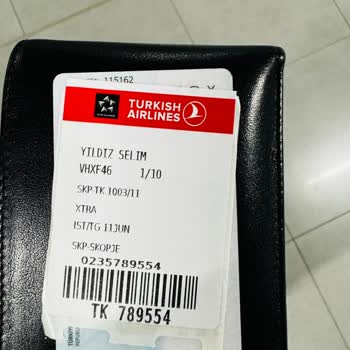 115162
TURKISH
AIRLINES
YILDIZ SELIM
VHXF46 1/10
SKP-TK 1003/11
XTRA
IST/TG 11JUN
SKP-SKOPJE
0235789554
TK 789554